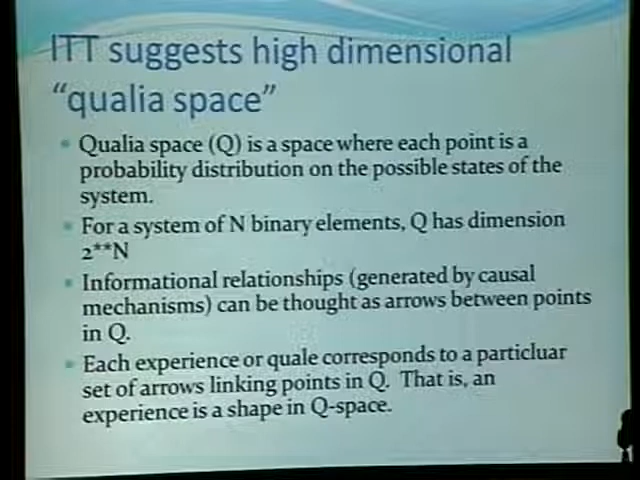 ITT suggests high dimensional
“qualia space”
Qualia space (Q) is a space where each point is a
probability distribution on the possible states of the
system.
For a system of N binary elements, Q has dimension
2**N
Informational relationships (generated by causal
mechanisms) can be thought as arrows between points
in Q.
Each experience or quale corresponds to a particluar
set of arrows linking points in Q. That is, an
experience is a shape in Q-space.